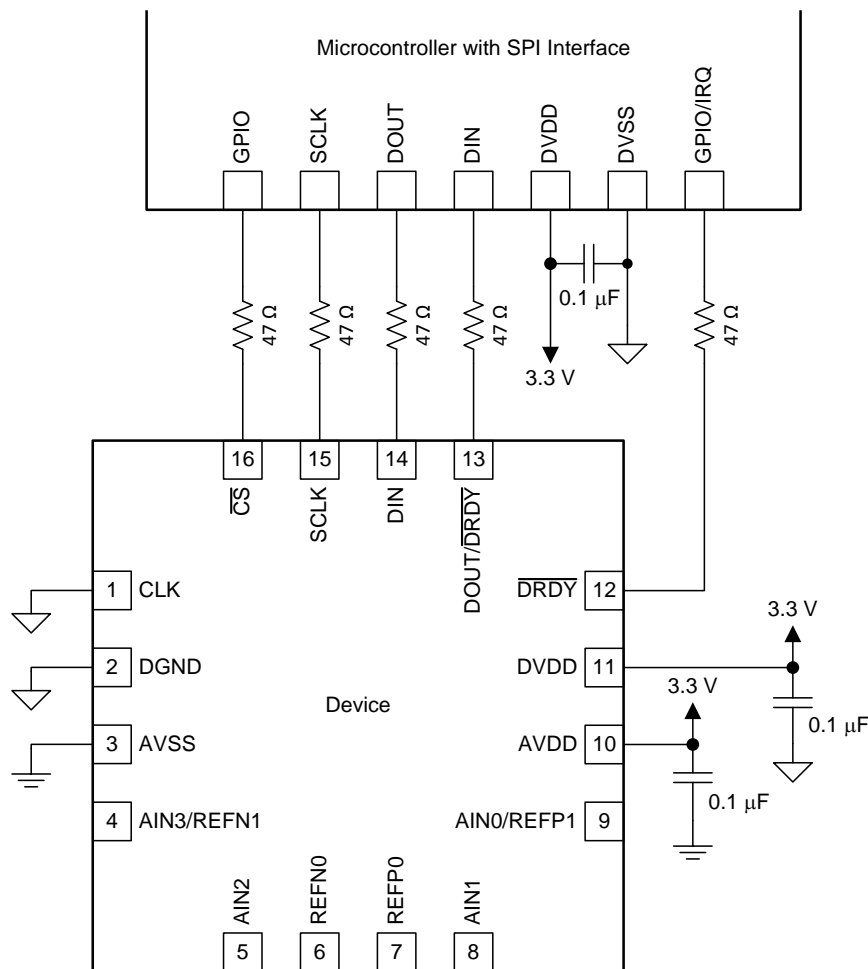 Microcontroller with SPI Interface
GPIO
SCLK
DOUT
DIN
DVDD
DVSS
GPIO/IRQ
0.1 μF
47 Ω
47 Ω
47 Ω
47 Ω
47 Ω
3.3 V
16
15
14
13
CS
SCLK
DIN
DOUT/DRDY
1
CLK
DRDY
12
3.3 V
2
DGND
DVDD
11
Device
3.3 V
0.1 μF
3
AVSS
AVDD
10
0.1 μF
4
AIN3/REFN1
AIN0/REFP1
9
AIN2
REFN0
REFP0
AIN1
5
6
7
8